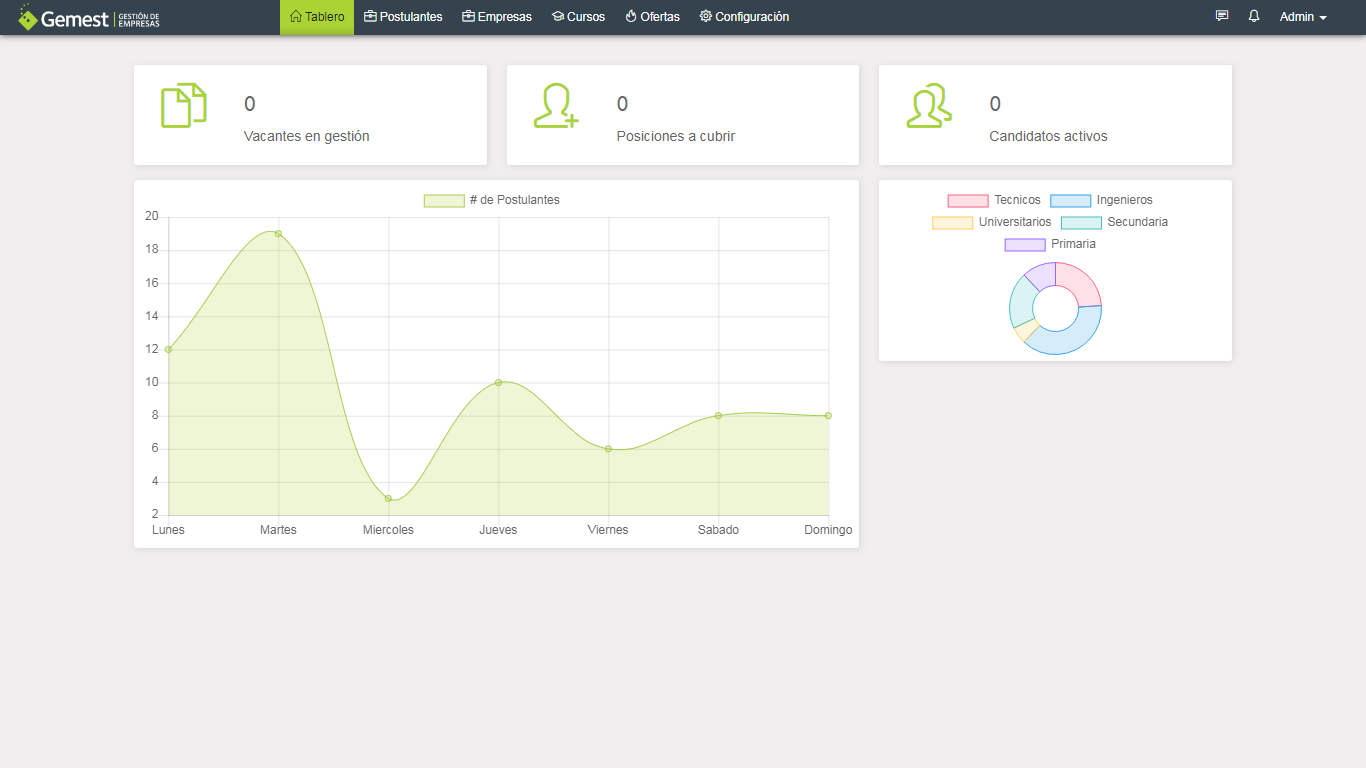 Gemest GESTIÓN DE EMPRESAS
Tablero Postulantes Empresas Cursos Ofertas Configuración Admin
0
Vacantes en gestión
0
Posiciones a cubrir
0
Candidatos activos
# de Postulantes
20
18
16
14
12
10
8
6
4
2
Lunes Martes Miercoles Jueves Viernes Sabado Domingo
Tecnicos Ingenieros
Universitarios Secundaria
Primaria